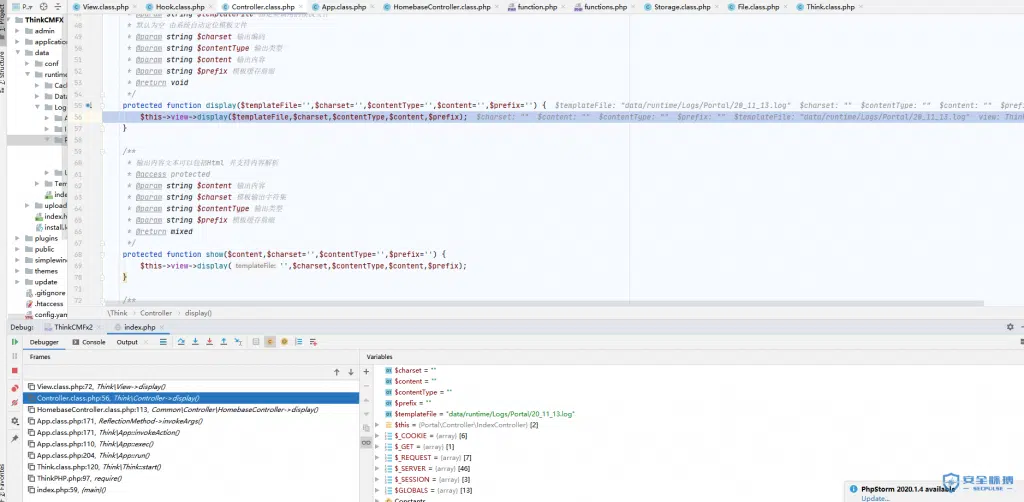 View.class.php
Hook.class.php
Controller.class.php
App.class.php
HomebaseController.class.php
function.php
functions.php
Storage.class.php
File.class.php
Think.class.php
ThinkCMFX
admin
application
data
conf
runtime
uploa
index.h
install.l
plugins
public
simplewin
themes
update
.gitignore
.htaccess
config.yam
* @param string $templateFile
* 默认为空 由系统自动定位模板文件
49 * @param string $charset 输出编码
50 * @param string $contentType 输出类型
51 * @param string $content 输出内容
52 * @param string $prefix 模板缓存前缀
53 * @return void
54 */
55 protected function display($templateFile='',$charset='',$contentType='',$content='',$prefix='') { $templateFile: "data/runtime/Logs/Portal/20_11_13.log" $charset: "" $contentType: "" $content: "" $prefi
56 $this->view->display($templateFile,$charset,$contentType,$content,$prefix); $charset: "" $content: "" $contentType: "" $prefix: "" $templateFile: "data/runtime/Logs/Portal/20_11_13.log" view: Think
57 }
58
59 /**
60 * 输出内容文本可以包括Html 并支持内容解析
61 * @access protected
62 * @param string $content 输出内容
63 * @param string $charset 模板输出字符集
64 * @param string $contentType 输出类型
65 * @param string $prefix 模板缓存前缀
66 * @return mixed
67 */
68 protected function show($content,$charset='',$contentType='',$prefix='') {
69 $this->view->display( templateFile: '',$charset,$contentType,$content,$prefix);
70 }
71
72 /**
\Think › Controller › display()
Debug: ThinkCMFx2 index.php
Debugger Console Output
Frames
Variables
View.class.php:72, Think\View->display()
Controller.class.php:56, Think\Controller->display()
HomebaseController.class.php:113, Common\Controller\HomebaseController->display()
App.class.php:171, ReflectionMethod->invokeArgs()
App.class.php:171, Think\App::invokeAction()
App.class.php:110, Think\App::exec()
App.class.php:204, Think\App::run()
Think.class.php:120, Think\Think::start()
ThinkPHP.php:97, require()
index.php:59, {main}()
$charset = ""
$content = ""
$contentType = ""
$prefix = ""
$templateFile = "data/runtime/Logs/Portal/20_11_13.log"
$this = {Portal\Controller\IndexController} [2]
$_COOKIE = {array} [6]
$_GET = {array} [1]
$_REQUEST = {array} [7]
$_SERVER = {array} [46]
$_SESSION = {array} [3]
$GLOBALS = {array} [13]
Constants
PhpStorm 2020.1.4 available
Update...
安全脉搏
SECPULSE